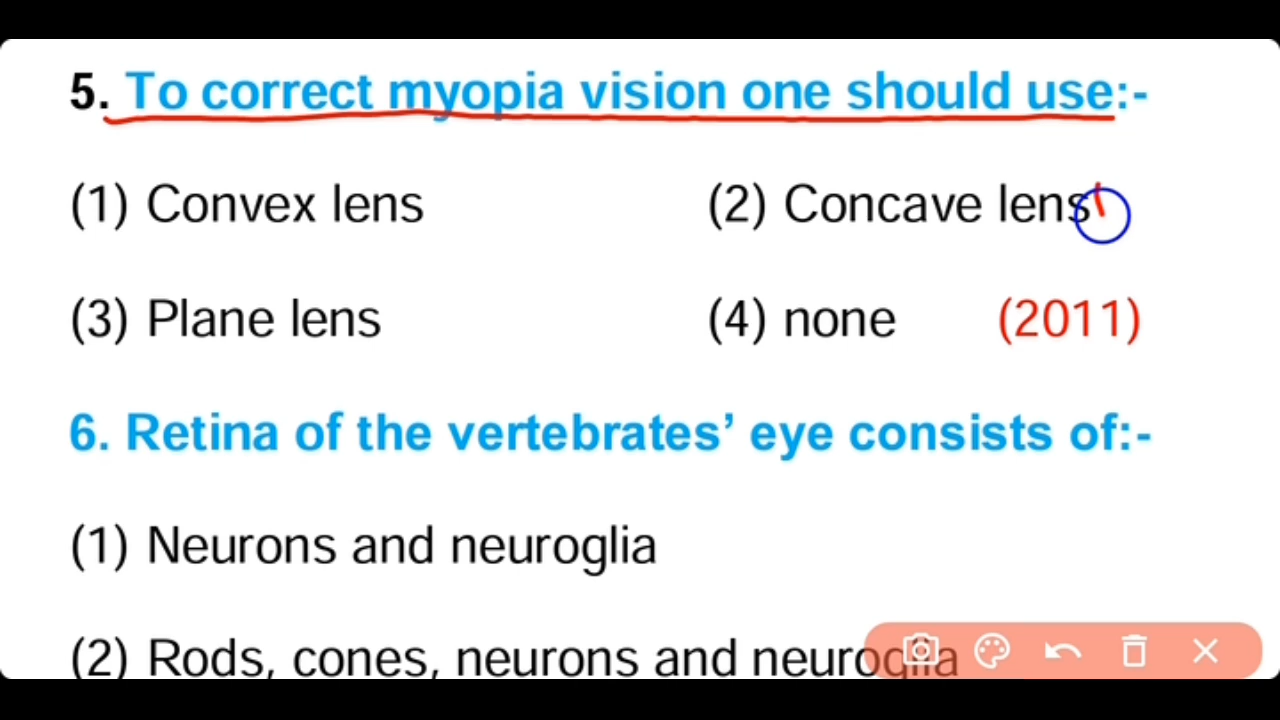 5. To correct myopia vision one should use:-
(1) Convex lens (2) Concave lens
(3) Plane lens (4) none (2011)
6. Retina of the vertebrates’ eye consists of:-
(1) Neurons and neuroglia
(2) Rods, cones, neurons and neuroglia